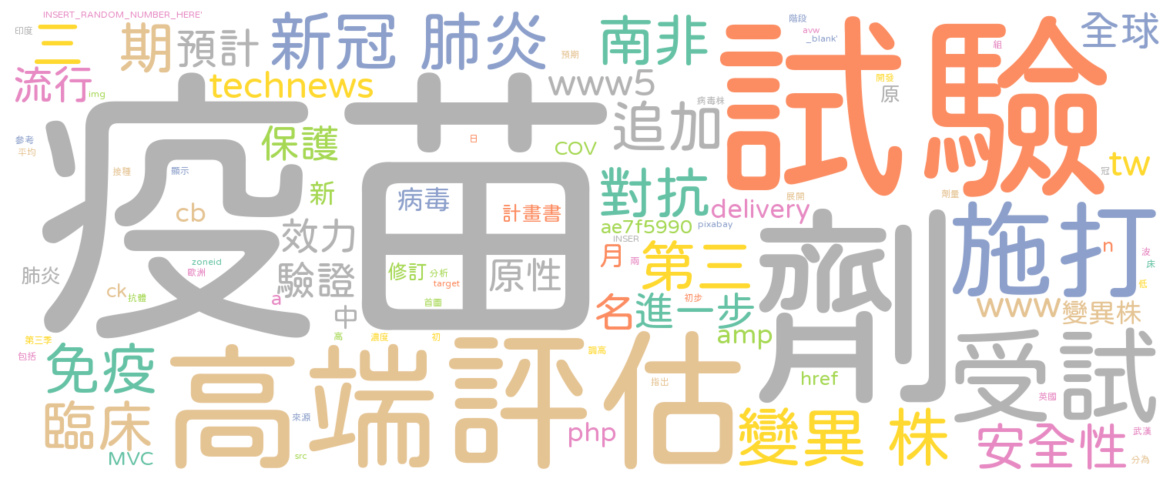 INSERT_RANDOM_NUMBER_HERE'
印度
三
期
預計
新冠
肺炎
預期
南非
階段
avw
_blank'
組
全球
流行
img
technews
www5
病毒株
追加
試
驗
開發
原
參考
平均
疫
苗
保護
接種
顯示
新
日
COV
對抗
delivery
ae7f5990
pixabay
展開
劑量
冠
tw
cb
病毒
計畫書
效力
INSER
月
兩
第三
劑
施打
n
波
床
低
zoneid
歐洲
肺炎
ck
抗體
a
驗證
修訂
分析
target
首圖
原性
中
名
初步
進一步
amp
www
變異株
第三季
包括
免疫
高
濃度
初
高端
評估
論馬
指出
href
受試
英國
臨床
MVC
來源
src
php
變異
株
安全性
武漢
分為